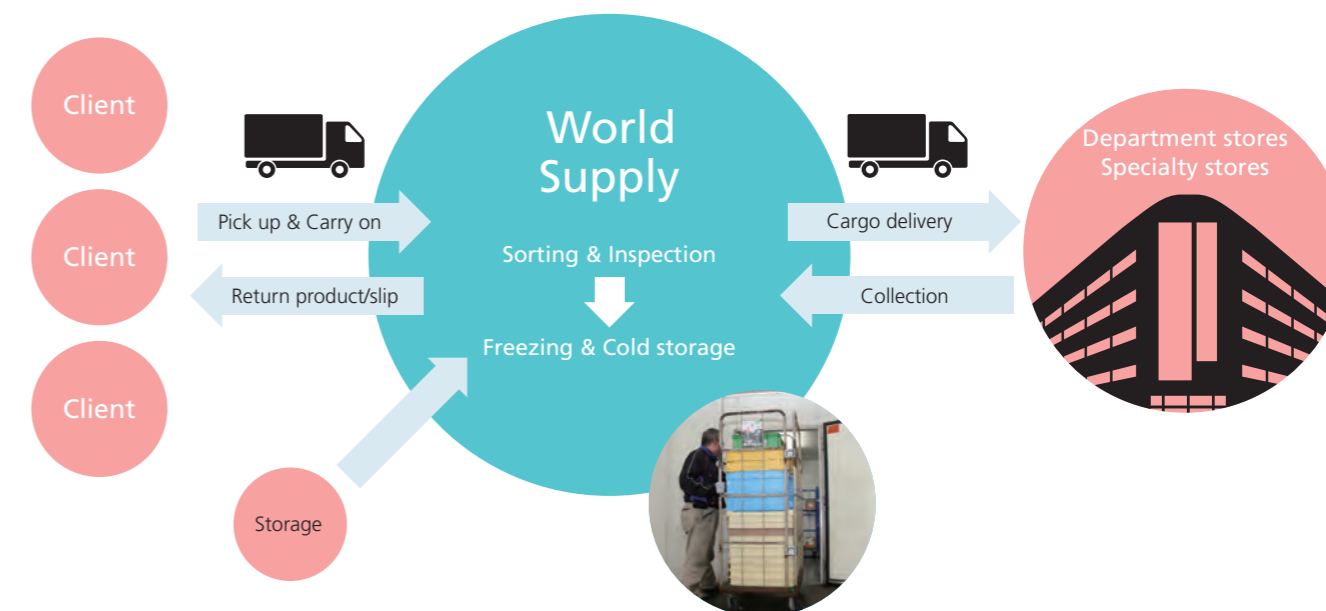 Client
Client
Client
Pick up & Carry on
Return product/slip
Storage
World
Supply
Sorting & Inspection
Freezing & Cold storage
Cargo delivery
Collection
Department stores
Specialty stores